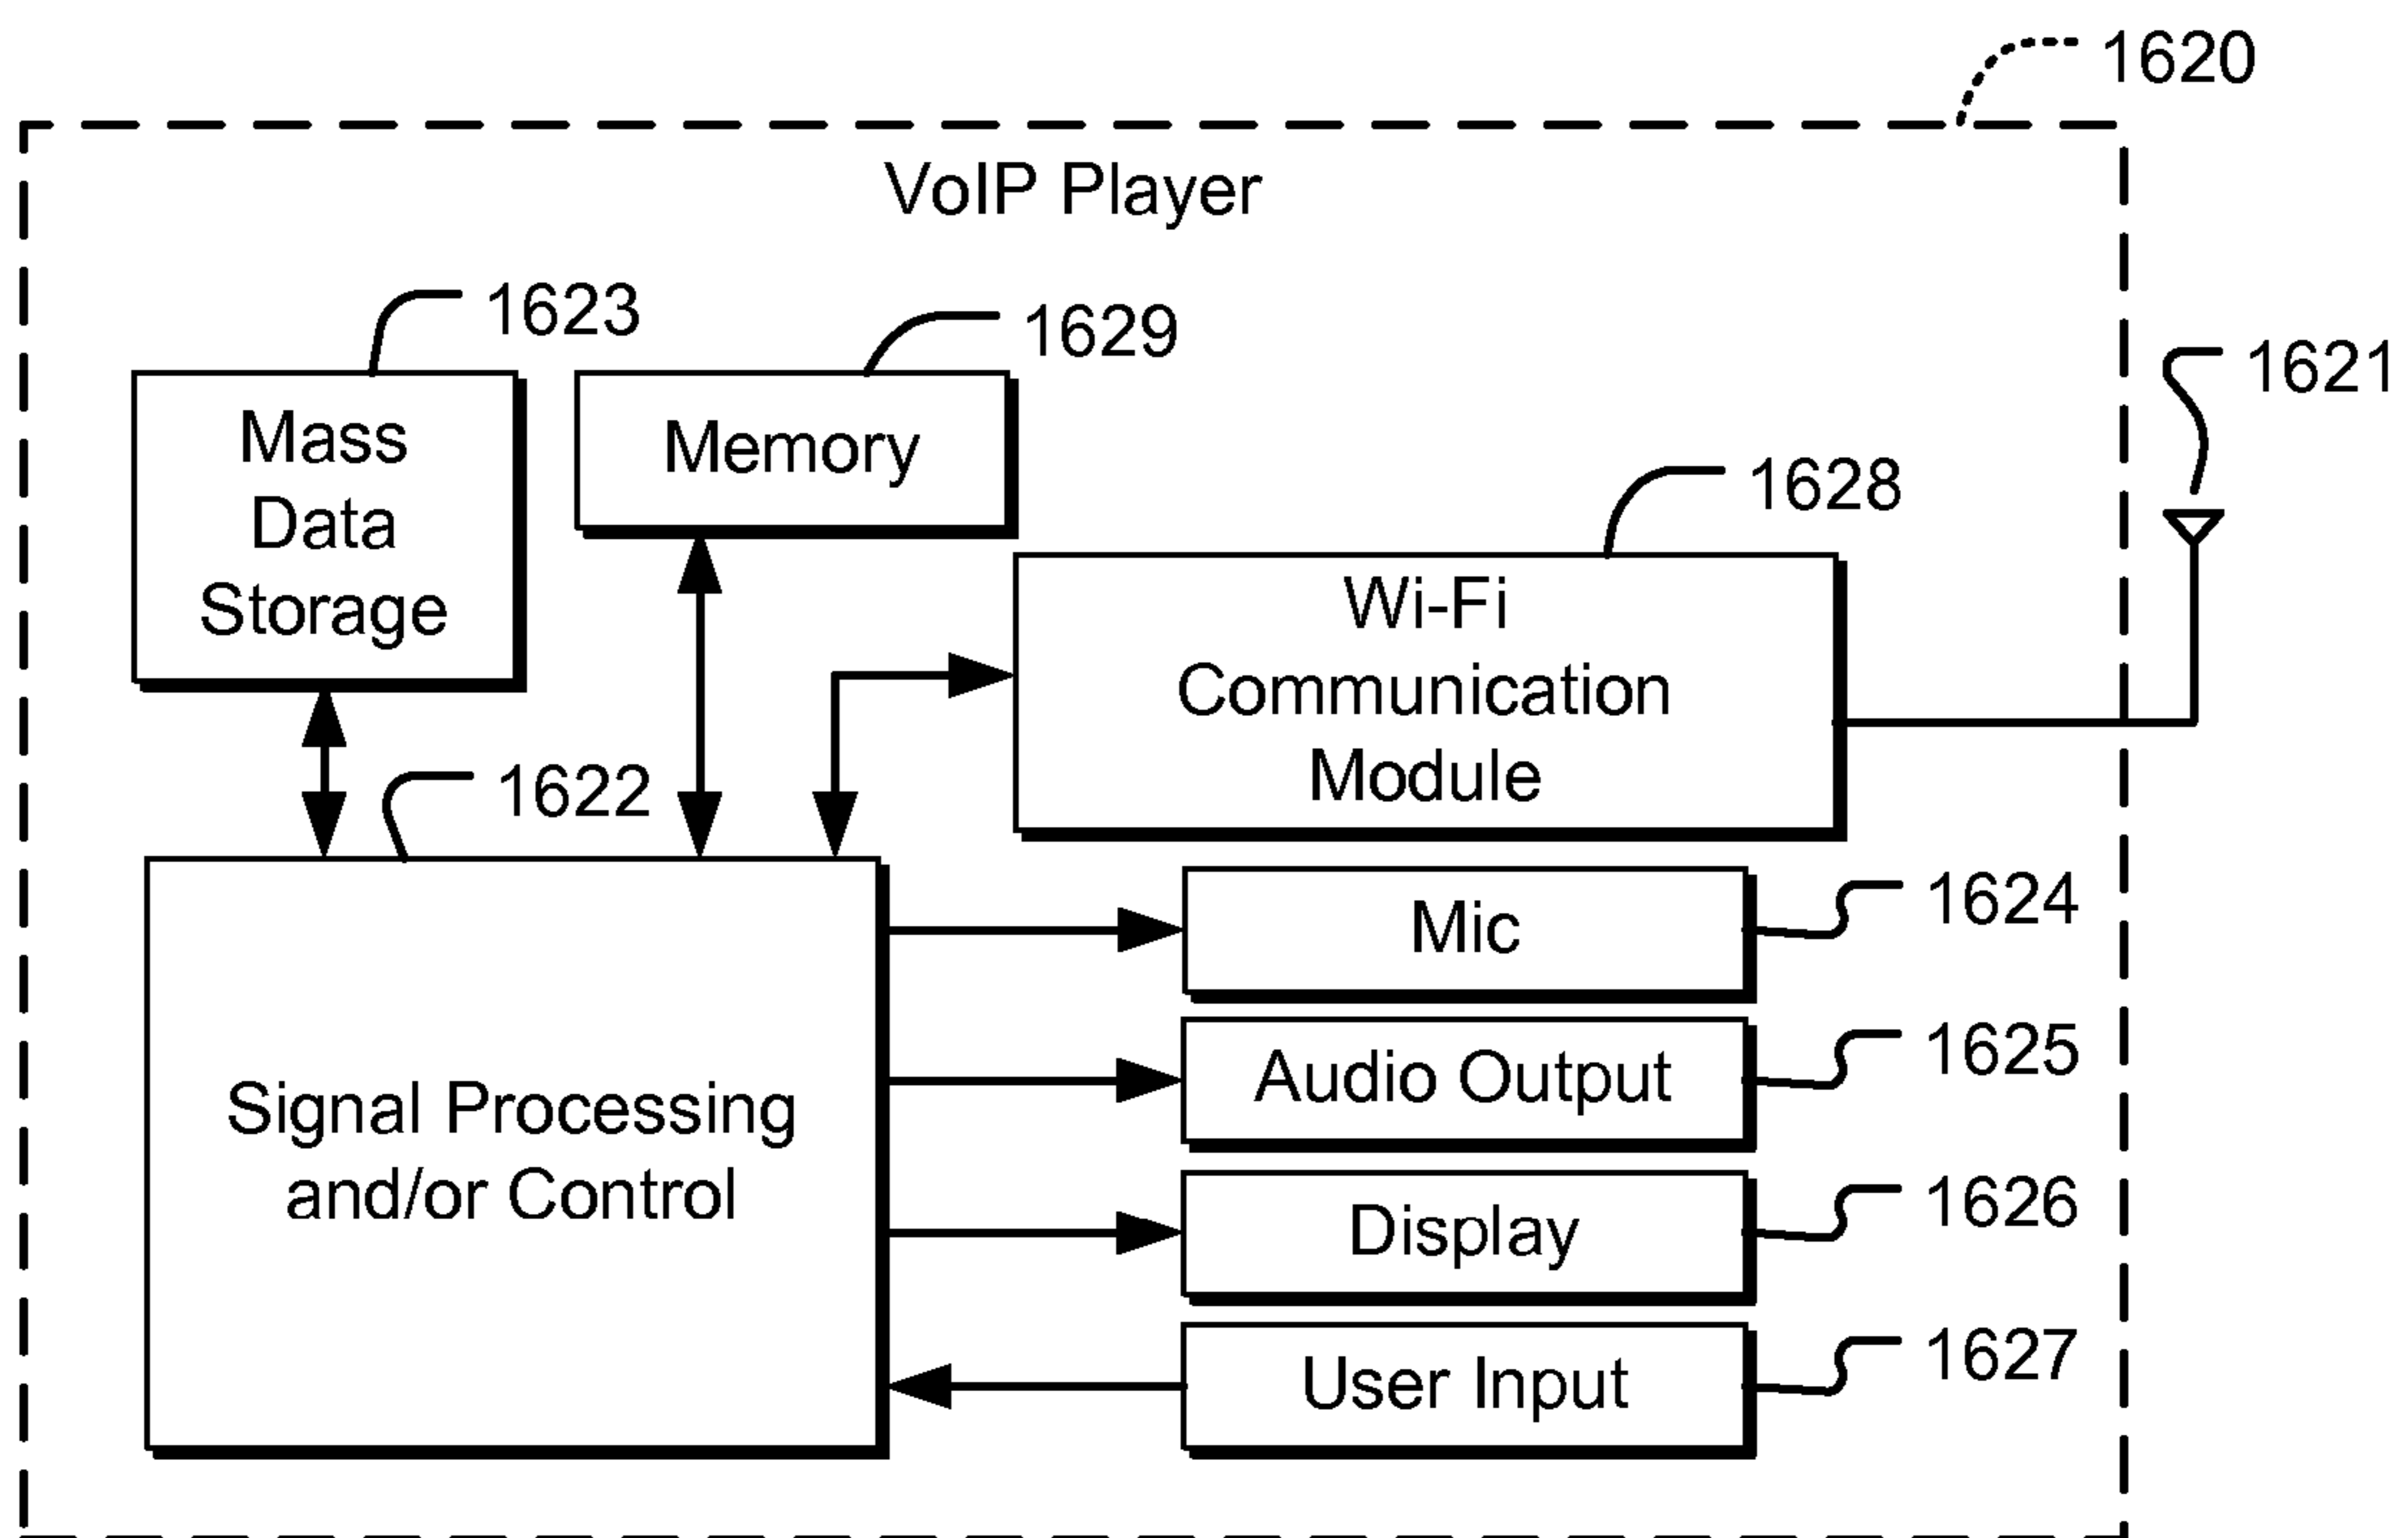 1620
VoIP Player
1623
1629
1621
Mass
Data
Storage
Memory
1628
Wi-Fi
Communication
Module
1622
Signal Processing
and/or Control
Mic
1624
Audio Output
1625
Display
1626
User Input
1627